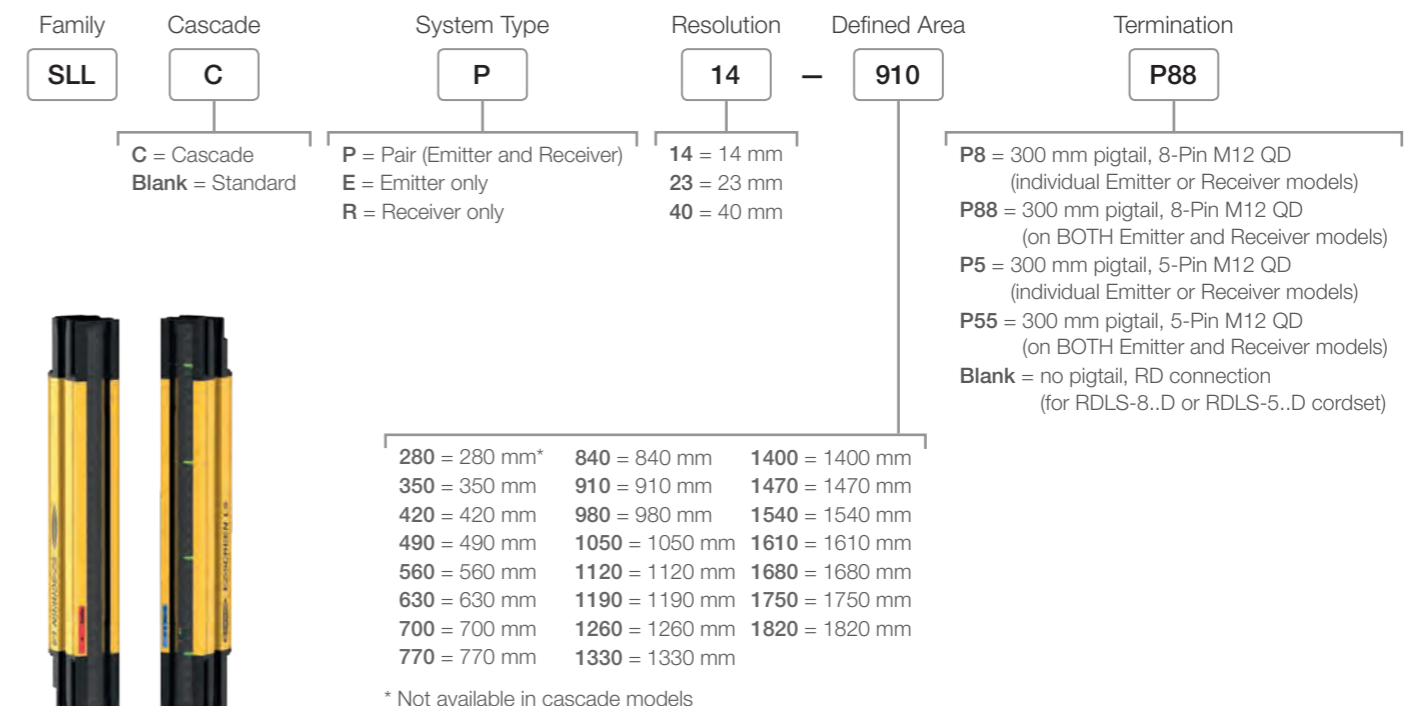 Family Cascade System Type Resolution Defined Area Termination
SLL C P 14 – 910 P88
C = Cascade
Blank = Standard
P = Pair (Emitter and Receiver)
E = Emitter only
R = Receiver only
14 = 14 mm
23 = 23 mm
40 = 40 mm
P8 = 300 mm pigtail, 8-Pin M12 QD
(individual Emitter or Receiver models)
P88 = 300 mm pigtail, 8-Pin M12 QD
(on BOTH Emitter and Receiver models)
P5 = 300 mm pigtail, 5-Pin M12 QD
(individual Emitter or Receiver models)
P55 = 300 mm pigtail, 5-Pin M12 QD
(on BOTH Emitter and Receiver models)
Blank = no pigtail, RD connection
(for RDLS-8..D or RDLS-5..D cordset)
280 = 280 mm* 840 = 840 mm 1400 = 1400 mm
350 = 350 mm 910 = 910 mm 1470 = 1470 mm
420 = 420 mm 980 = 980 mm 1540 = 1540 mm
490 = 490 mm 1050 = 1050 mm 1610 = 1610 mm
560 = 560 mm 1120 = 1120 mm 1680 = 1680 mm
630 = 630 mm 1190 = 1190 mm 1750 = 1750 mm
700 = 700 mm 1260 = 1260 mm 1820 = 1820 mm
770 = 770 mm 1330 = 1330 mm
* Not available in cascade models
EZ-SCREEN LS